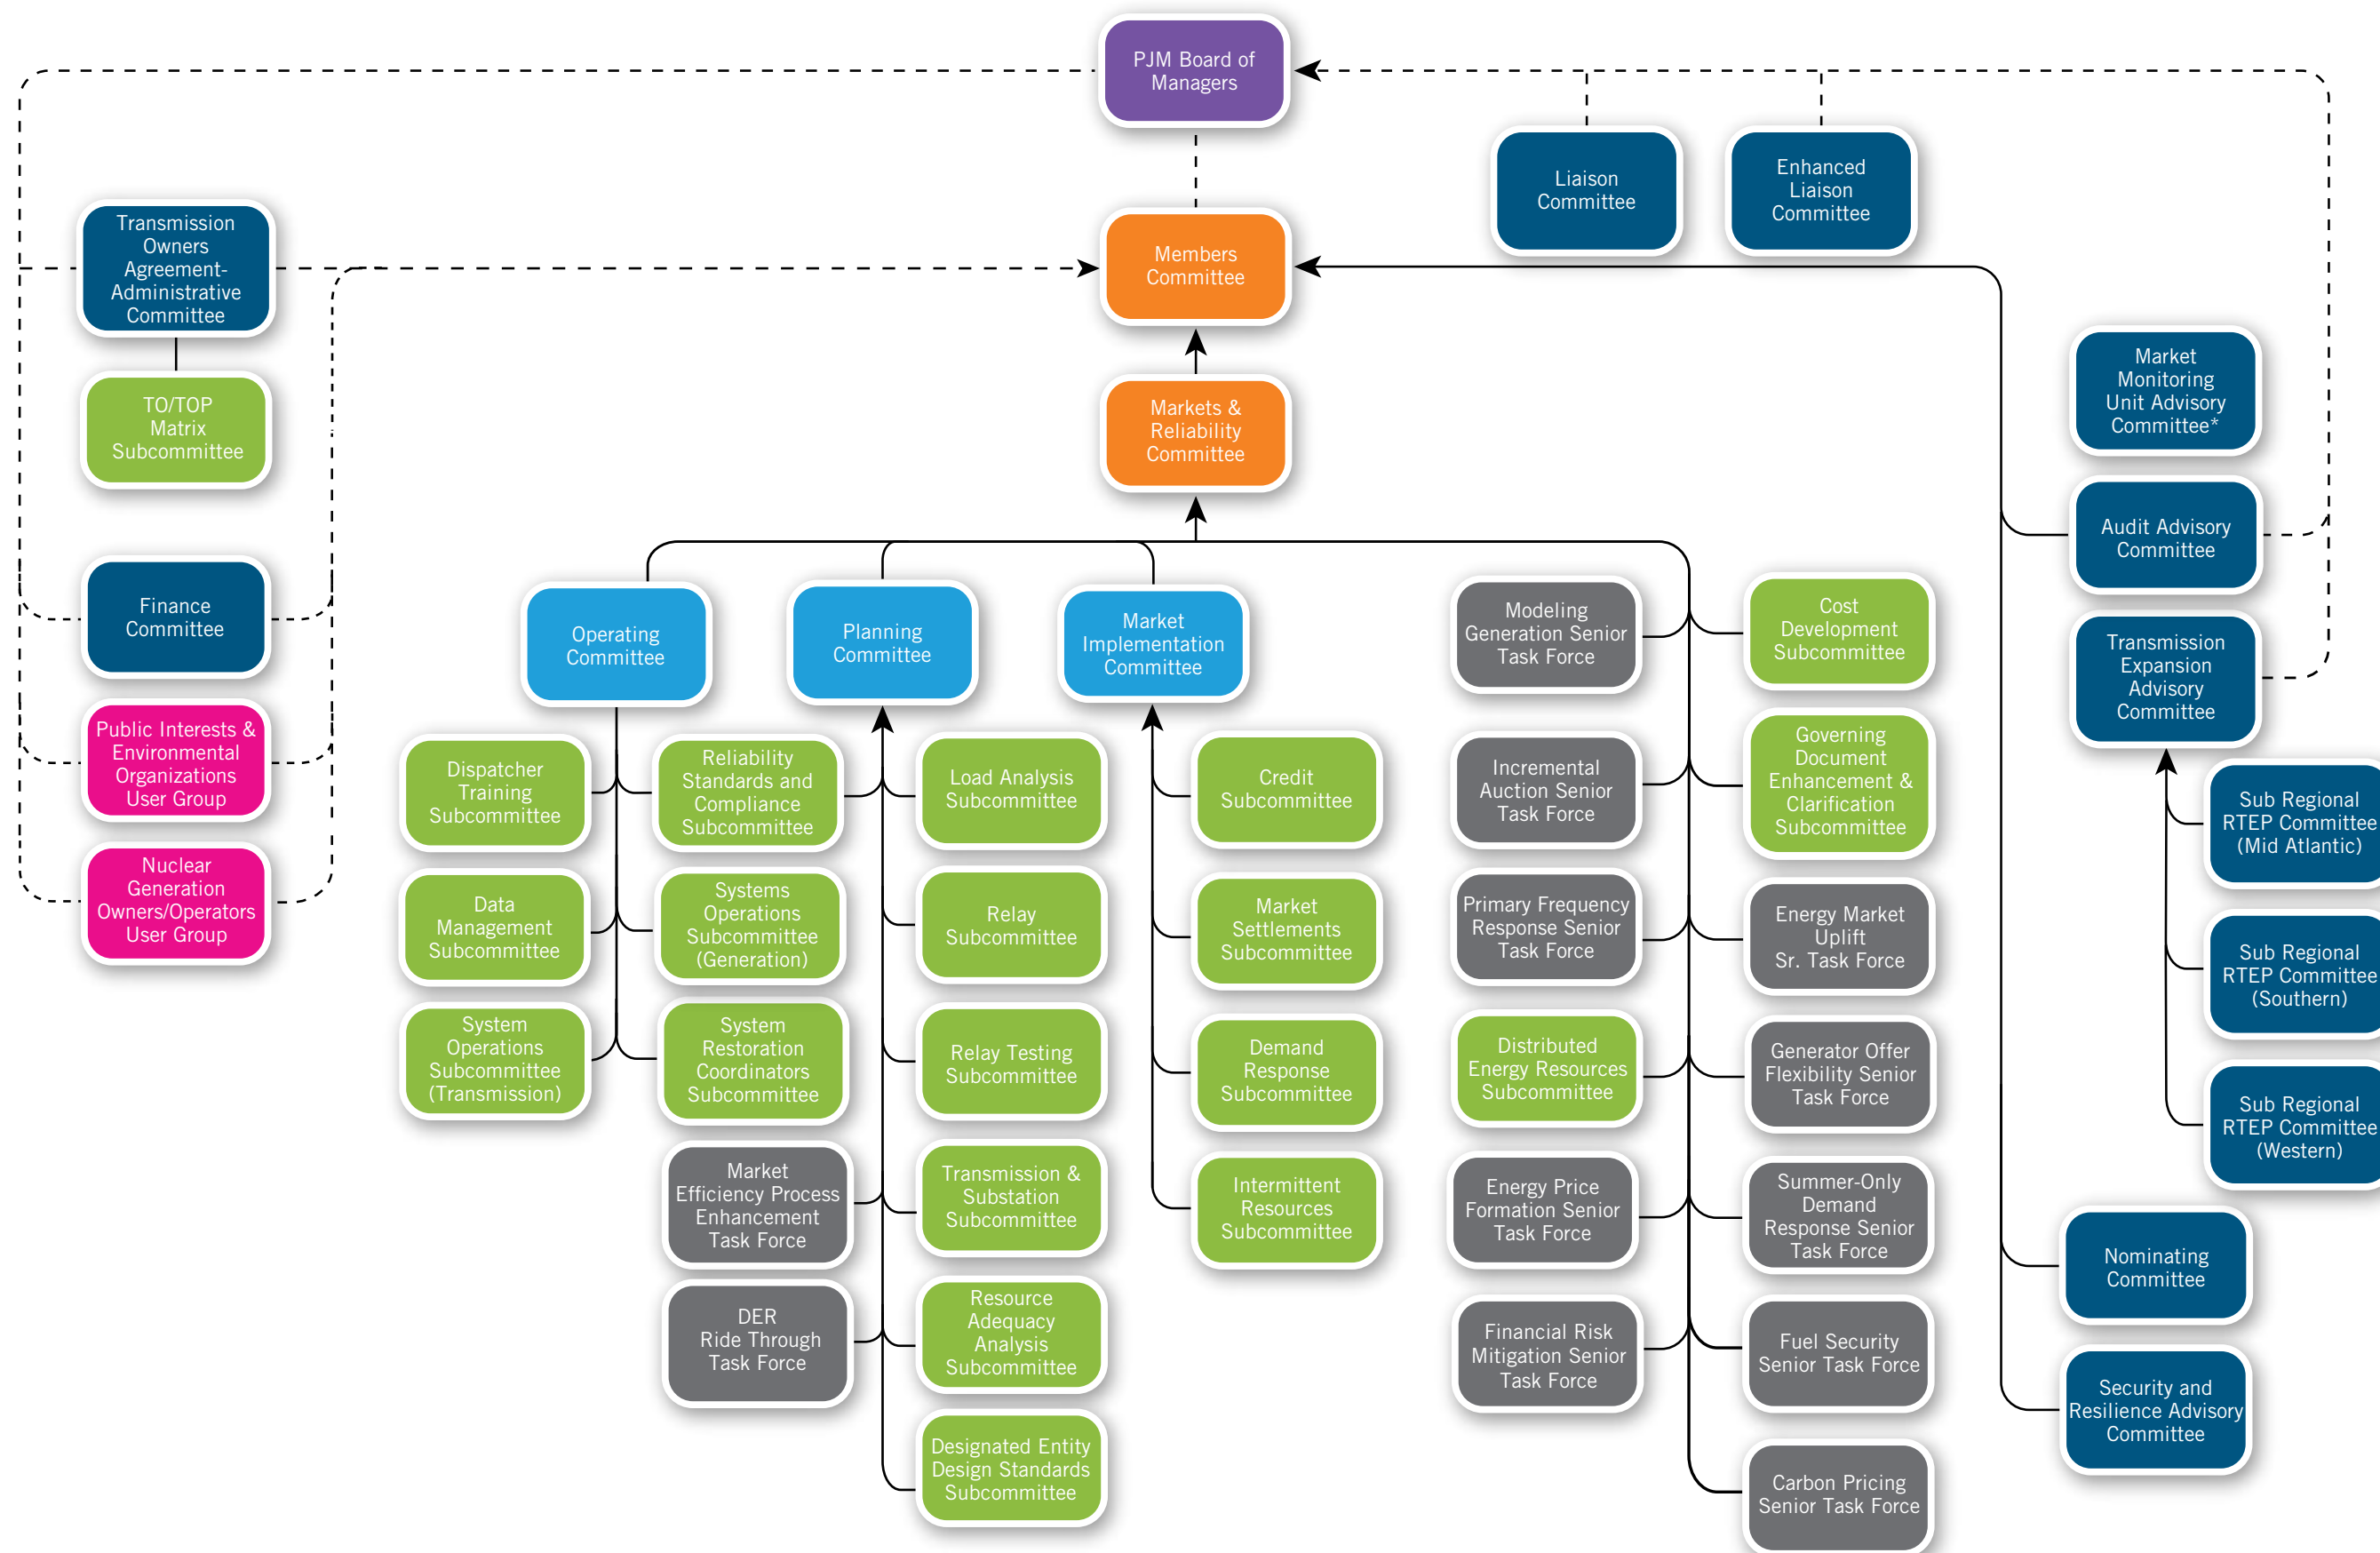 PJM Board of
Managers
Liaison
Committee
Enhanced
Liaison
Committee
Transmission
Owners
Agreement-
Administrative
Committee
Members
Committee
TO/TOP
Matrix
Subcommittee
Markets &
Reliability
Committee
Market
Monitoring
Unit Advisory
Committee*
Audit Advisory
Committee
Finance
Committee
Public Interests &
Environmental
Organizations
User Group
Nuclear
Generation
Owners/Operators
User Group
Operating
Committee
Planning
Committee
Market
Implementation
Committee
Dispatcher
Training
Subcommittee
Reliability
Standards and
Compliance
Subcommittee
Data
Management
Subcommittee
Systems
Operations
Subcommittee
(Generation)
System
Operations
Subcommittee
(Transmission)
System
Restoration
Coordinators
Subcommittee
Market
Efficiency Process
Enhancement
Task Force
DER
Ride Through
Task Force
Load Analysis
Subcommittee
Relay
Subcommittee
Relay Testing
Subcommittee
Transmission &
Substation
Subcommittee
Resource
Adequacy
Analysis
Subcommittee
Designated Entity
Design Standards
Subcommittee
Credit
Subcommittee
Market
Settlements
Subcommittee
Demand
Response
Subcommittee
Intermittent
Resources
Subcommittee
Modeling
Generation Senior
Task Force
Cost
Development
Subcommittee
Incremental
Auction Senior
Task Force
Governing
Document
Enhancement &
Clarification
Subcommittee
Primary Frequency
Response Senior
Task Force
Energy Market
Uplift
Sr. Task Force
Distributed
Energy Resources
Subcommittee
Generator Offer
Flexibility Senior
Task Force
Energy Price
Formation Senior
Task Force
Summer-Only
Demand
Response Senior
Task Force
Financial Risk
Mitigation Senior
Task Force
Fuel Security
Senior Task Force
Carbon Pricing
Senior Task Force
Transmission
Expansion
Advisory
Committee
Sub Regional
RTEP Committee
(Mid Atlantic)
Sub Regional
RTEP Committee
(Southern)
Sub Regional
RTEP Committee
(Western)
Nominating
Committee
Security and
Resilience Advisory
Committee